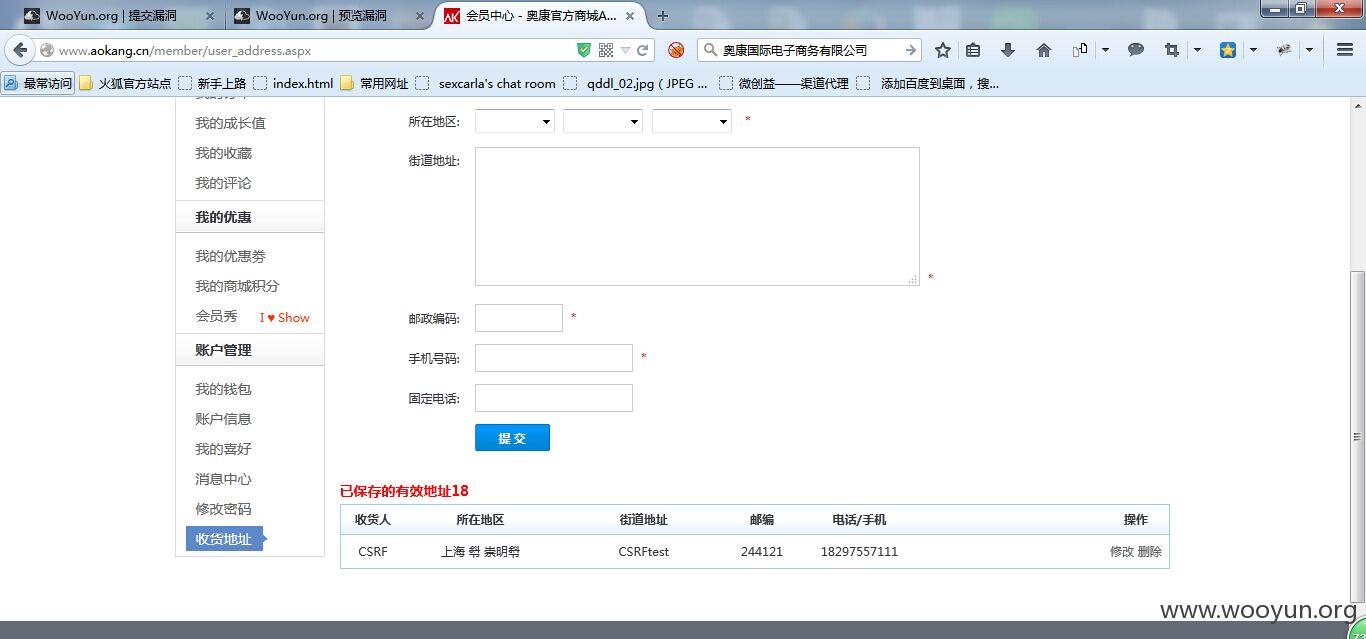 WooYun.org | 提交漏洞
WooYun.org | 预览漏洞
会员中心 - 奥康官方商城A...
www.aokang.cn/member/user_address.aspx
奥康国际电子商务有限公司
最常访问
火狐官方站点
新手上路
index.html
常用网址
sexcarla's chat room
qddl_02.jpg ( JPEG ...
微创益——渠道代理
添加百度到桌面，搜...
我的成长值
我的收藏
我的评论
我的优惠
我的优惠劵
我的商城积分
会员秀 I ♥ Show
账户管理
我的钱包
账户信息
我的喜好
消息中心
修改密码
收货地址
所在地区: *
街道地址: *
邮政编码: *
手机号码: *
固定电话:
提 交
已保存的有效地址18
收货人 所在地区 街道地址 邮编 电话/手机 操作
CSRF 上海 崇明 CSRFtest 244121 18297557111 修改 删除
www.wooyun.org